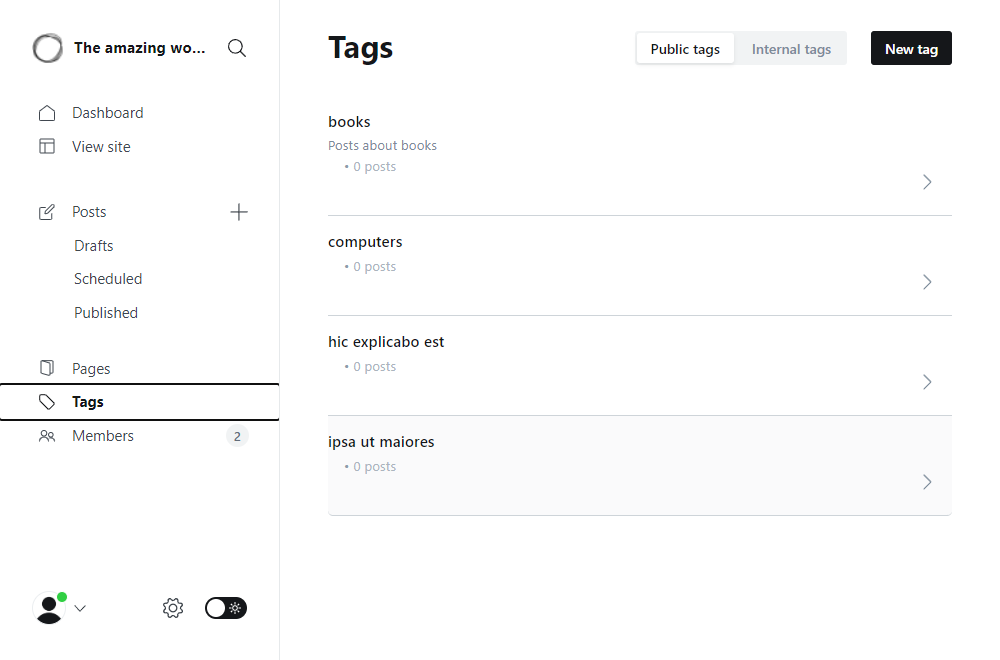 The amazing wo...
Dashboard
View site
Posts
Drafts
Scheduled
Published
Pages
Tags
Members 2
Tags
Public tags Internal tags New tag
books
Posts about books
• 0 posts
computers
• 0 posts
hic explicabo est
• 0 posts
ipsa ut maiores
• 0 posts